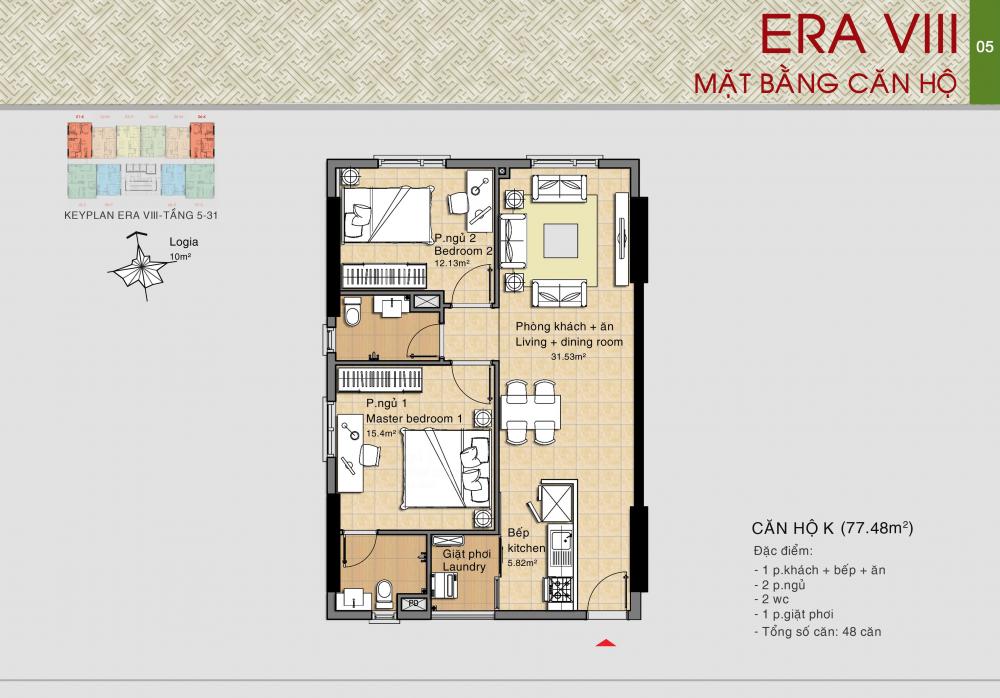 ERA VIII
05
MẶT BẰNG CĂN HỘ
KEYPLAN ERA VIII-TẦNG 5-31
Logia
10m²
P.ngủ 2
Bedroom 2
12.13m²
Phòng khách + ăn
Living + dining room
31.53m²
P.ngủ 1
Master bedroom 1
15.4m²
Bếp
kitchen
5.82m²
Giặt phơi
Laundry
PD
CĂN HỘ K (77.48m²)
Đặc điểm:
- 1 p.khách + bếp + ăn
- 2 p.ngủ
- 2 wc
- 1 p.giặt phơi
- Tổng số căn: 48 căn